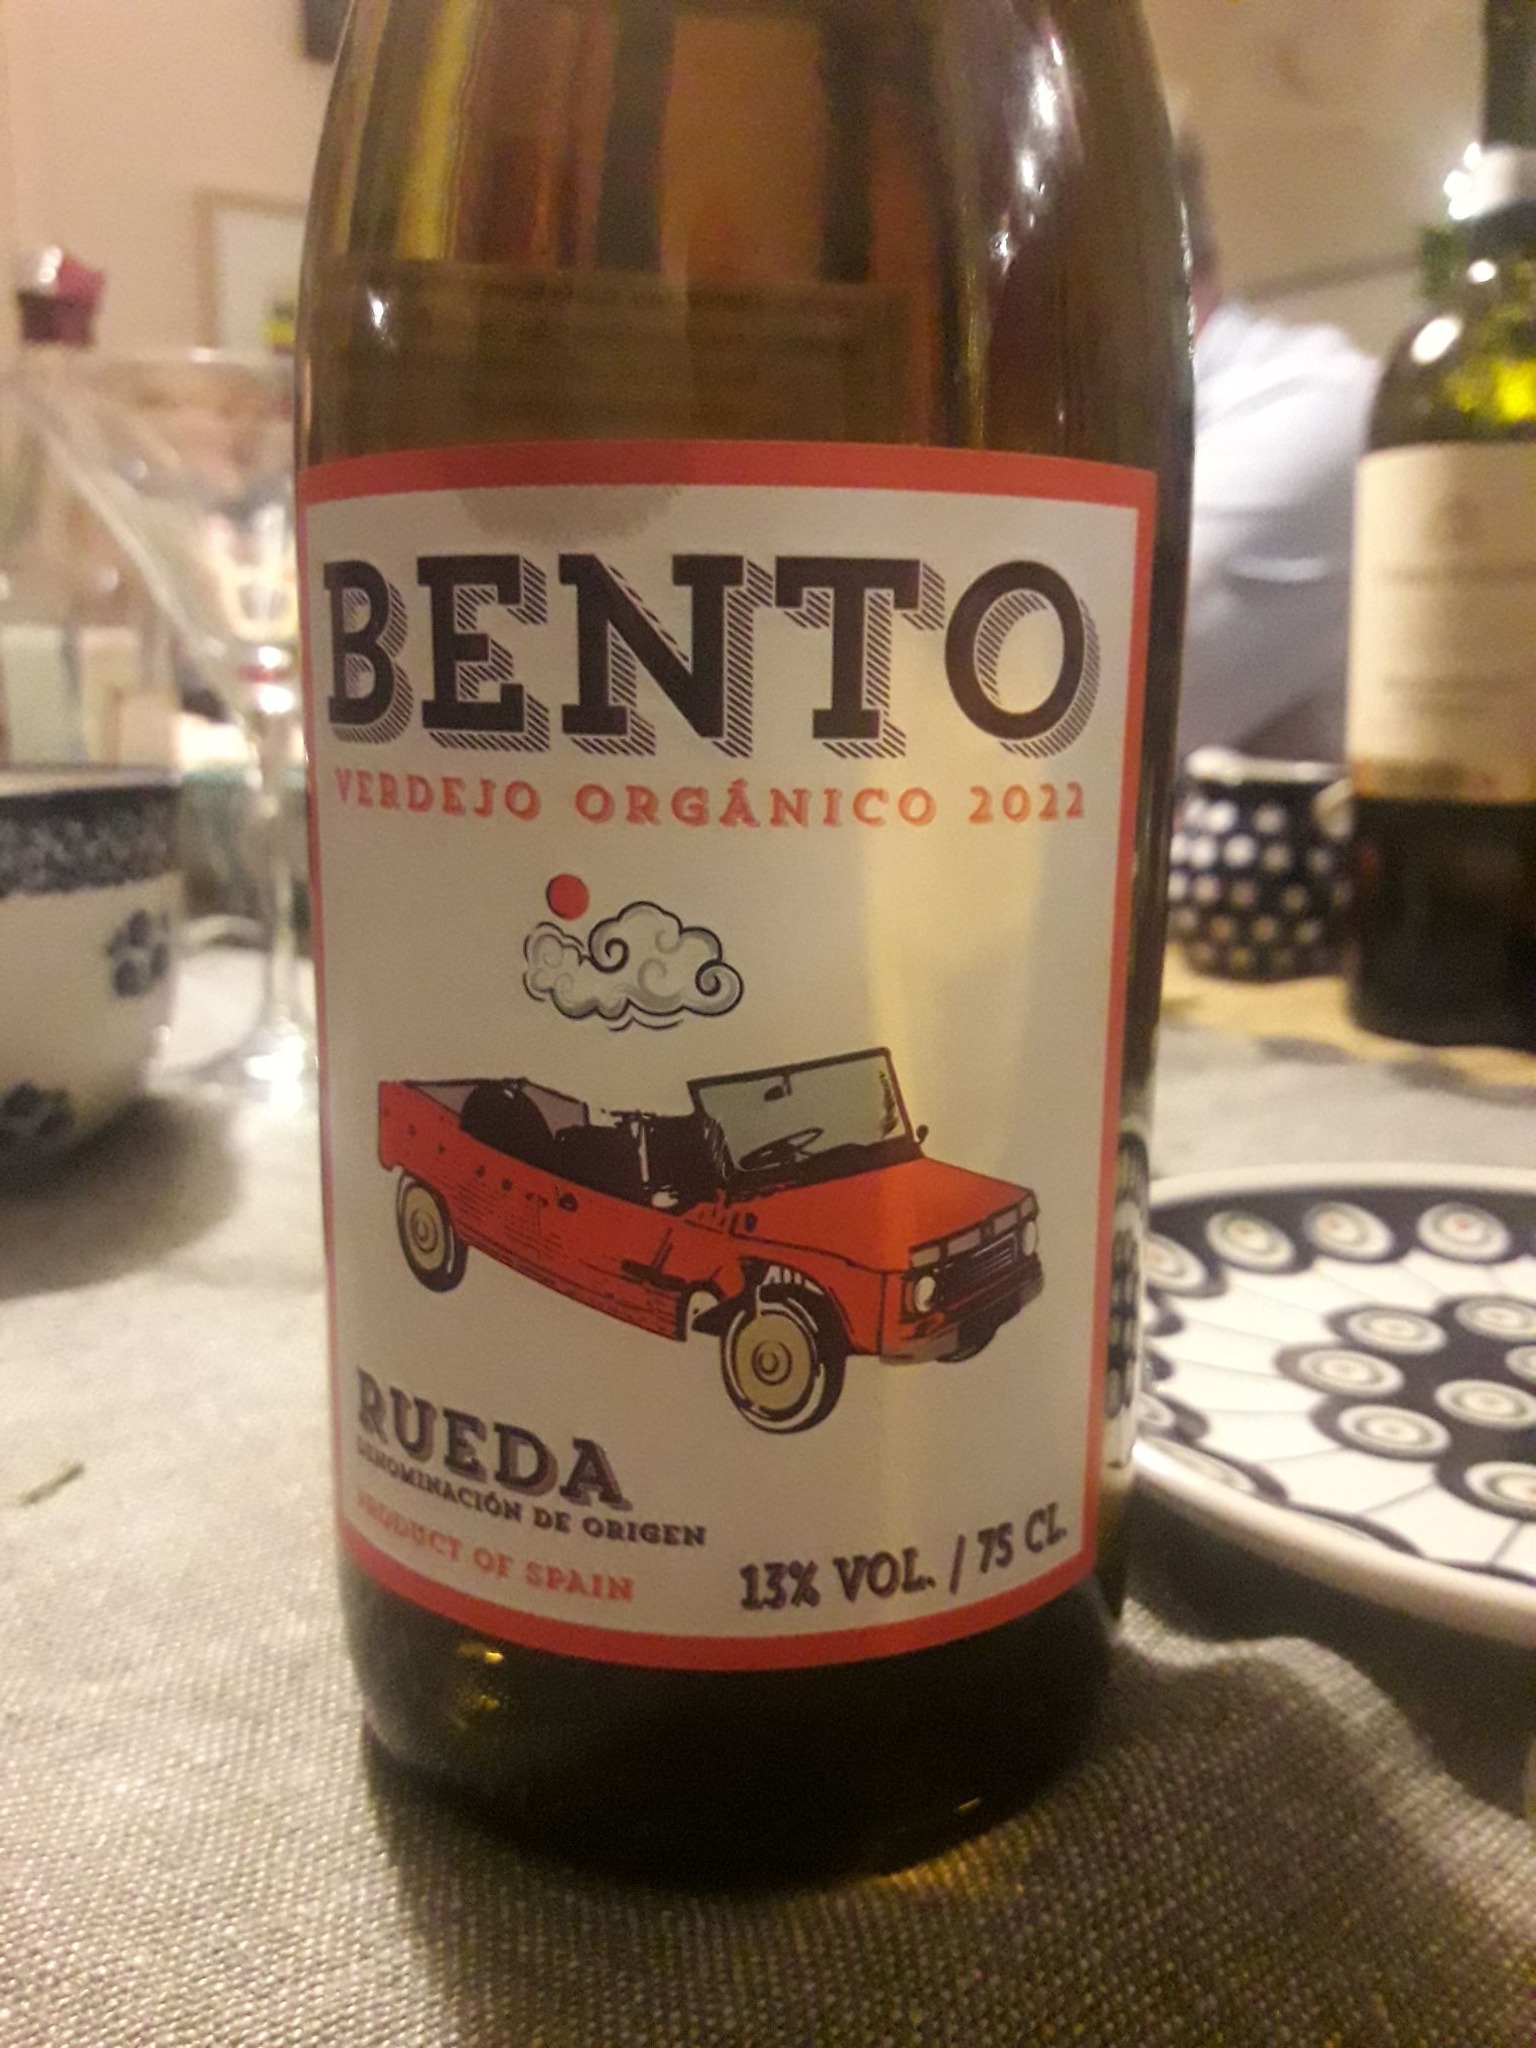 BENTO
VERDEJO ORGÁNICO 2022
RUEDA
DENOMINACIÓN DE ORIGEN
PRODUCT OF SPAIN
13% VOL. / 75 CL.